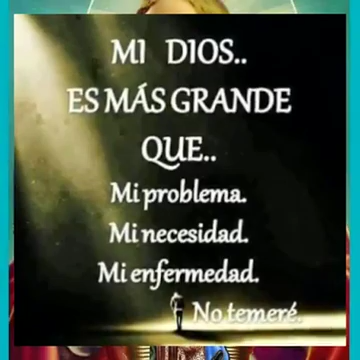 MI DIOS..
ES MÁS GRANDE
QUE..
Mi problema.
Mi necesidad.
Mi enfermedad.
No temeré.